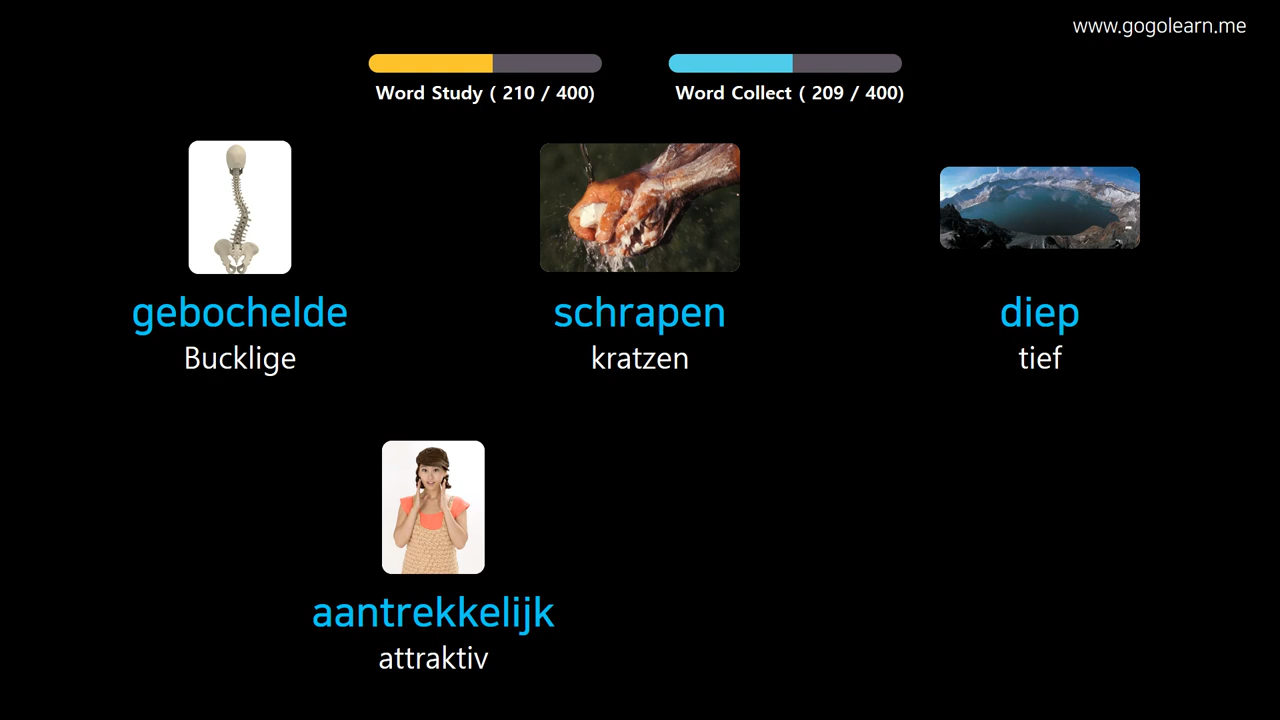 www.gogolearn.me
Word Study ( 210 / 400)
Word Collect ( 209 / 400)
gebochelde
Bucklige
schrapen
kratzen
diep
tief
aantrekkelijk
attraktiv